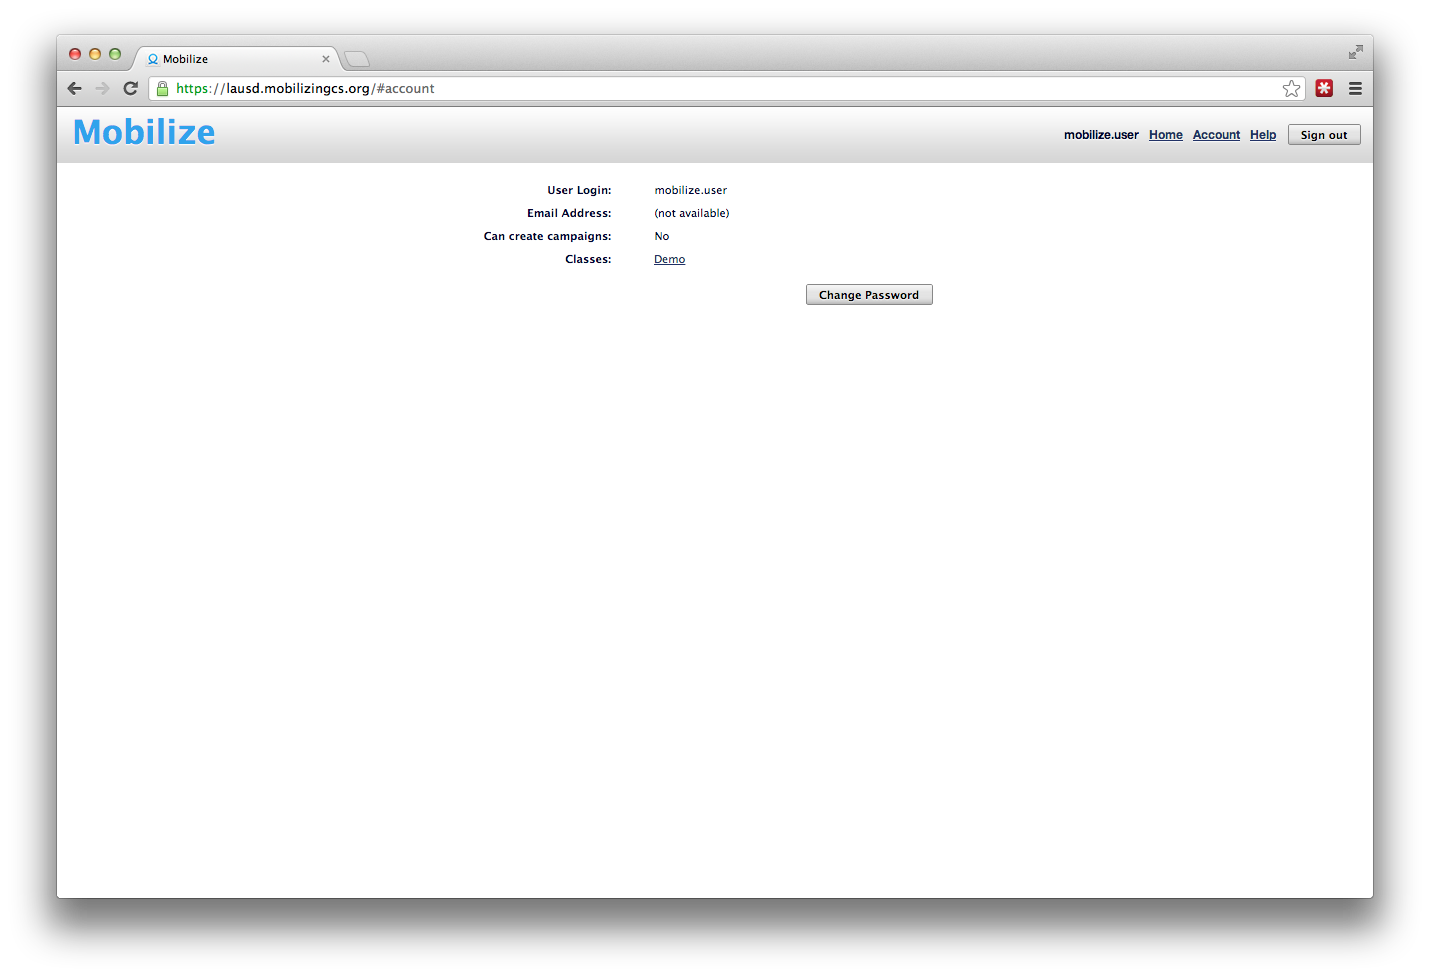 Mobilize
https://lausd.mobilizingcs.org/#account
Mobilize
mobilize.user Home Account Help Sign out
User Login: mobilize.user
Email Address: (not available)
Can create campaigns: No
Classes: Demo
Change Password